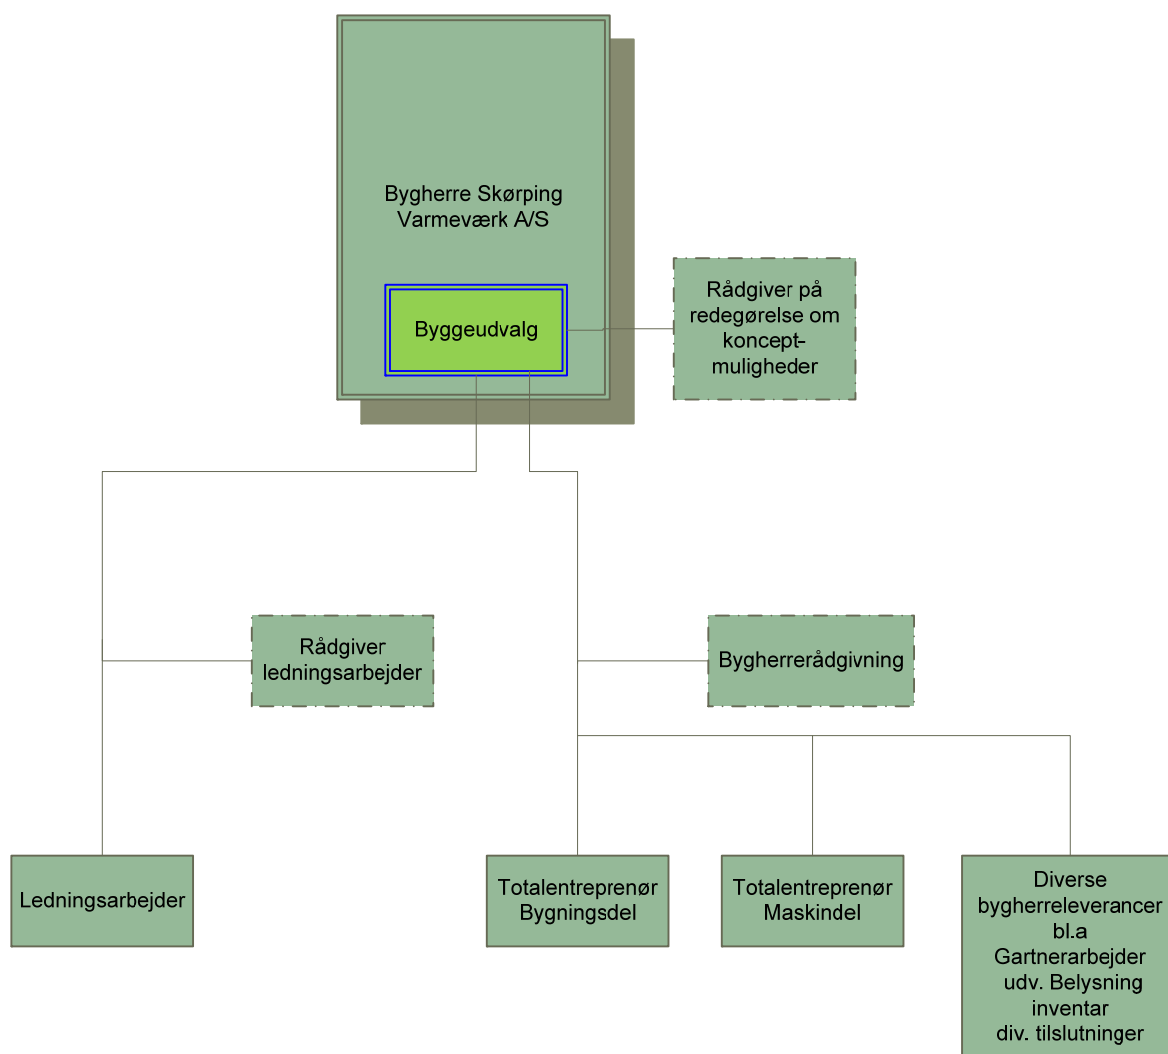 Bygherre Skørping
Varmeværk A/S
Byggeudvalg
Rådgiver på
redegørelse om
koncept-
muligheder
Rådgiver
ledningsarbejder
Bygherrerådgivning
Ledningsarbejder
Totalentreprenør
Bygningsdel
Totalentreprenør
Maskindel
Diverse
bygherreleverancer
bl.a
Gartnerarbejder
udv. Belysning
inventar
div. tilslutninger